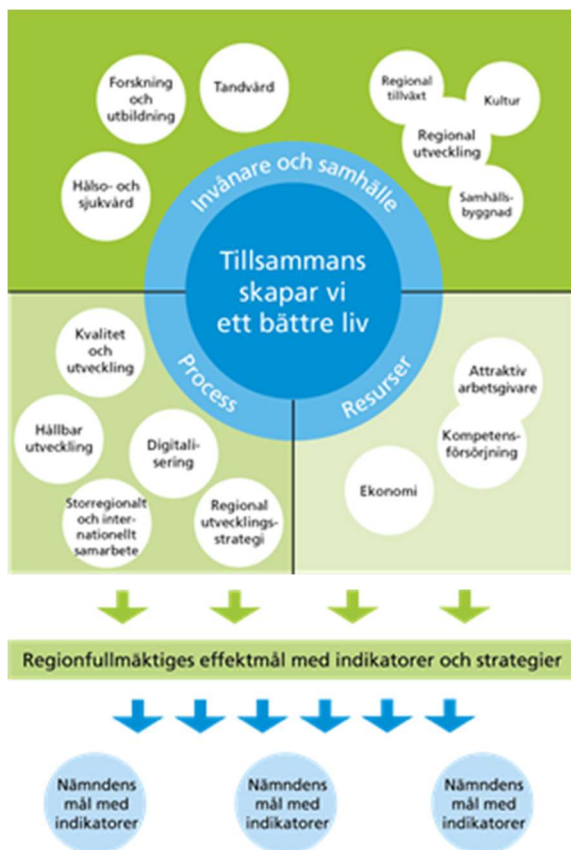 Forskning
och
utbildning
Tandvård
Hälso- och
sjukvård
Regional
tillväxt
Kultur
Regional
utveckling
Samhälls-
byggnad
Invånare och samhälle
Tillsammans
skapar vi
ett bättre liv
Process
Resurser
Kvalitet
och
utveckling
Hållbar
utveckling
Digitali-
sering
Storregionalt
och inter-
nationellt
samarbete
Regional
utvecklings-
strategi
Attraktiv
arbetsgivare
Kompetens-
försörjning
Ekonomi
Regionfullmäktiges effektmål med indikatorer och strategier
Nämndens
mål med
indikatorer
Nämndens
mål med
indikatorer
Nämndens
mål med
indikatorer